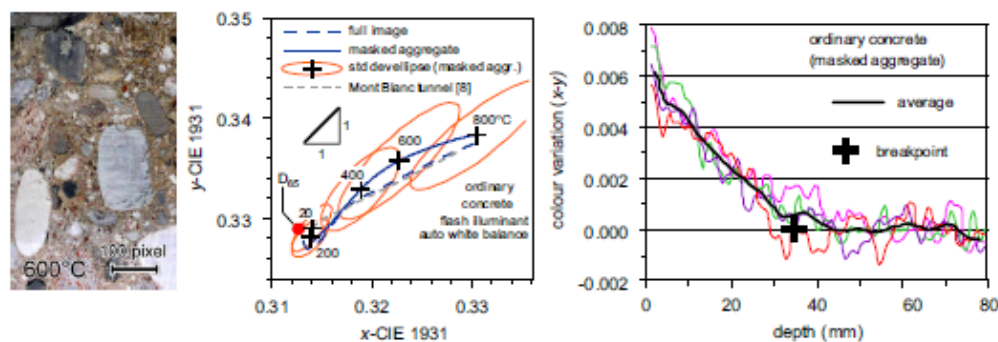 600°C
100 pixel
0.35
0.34
0.33
y-CIE 1931
full image
masked aggregate
std devellipse (masked aggr.)
Mont Blanc tunnel [8]
1
1
800°C
600
400
D65
20
200
ordinary
concrete
flash illuminant
auto white balance
0.31
0.32
0.33
x-CIE 1931
0.008
0.006
0.004
0.002
0.000
-0.002
colour variation (x-y)
ordinary concrete
(masked aggregate)
average
breakpoint
0
20
40
60
80
depth (mm)